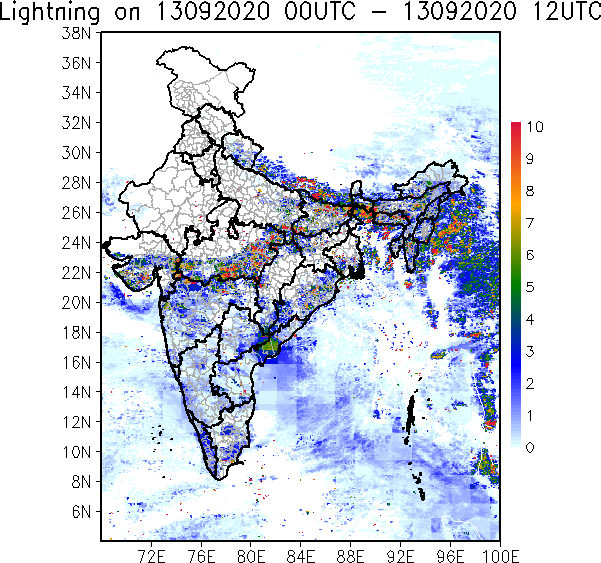 Lightning on 13092020 00UTC – 13092020 12UTC
38N
36N
34N
32N
30N
28N
26N
24N
22N
20N
18N
16N
14N
12N
10N
8N
6N
72E 76E 80E 84E 88E 92E 96E 100E
10
9
8
7
6
5
4
3
2
1
0